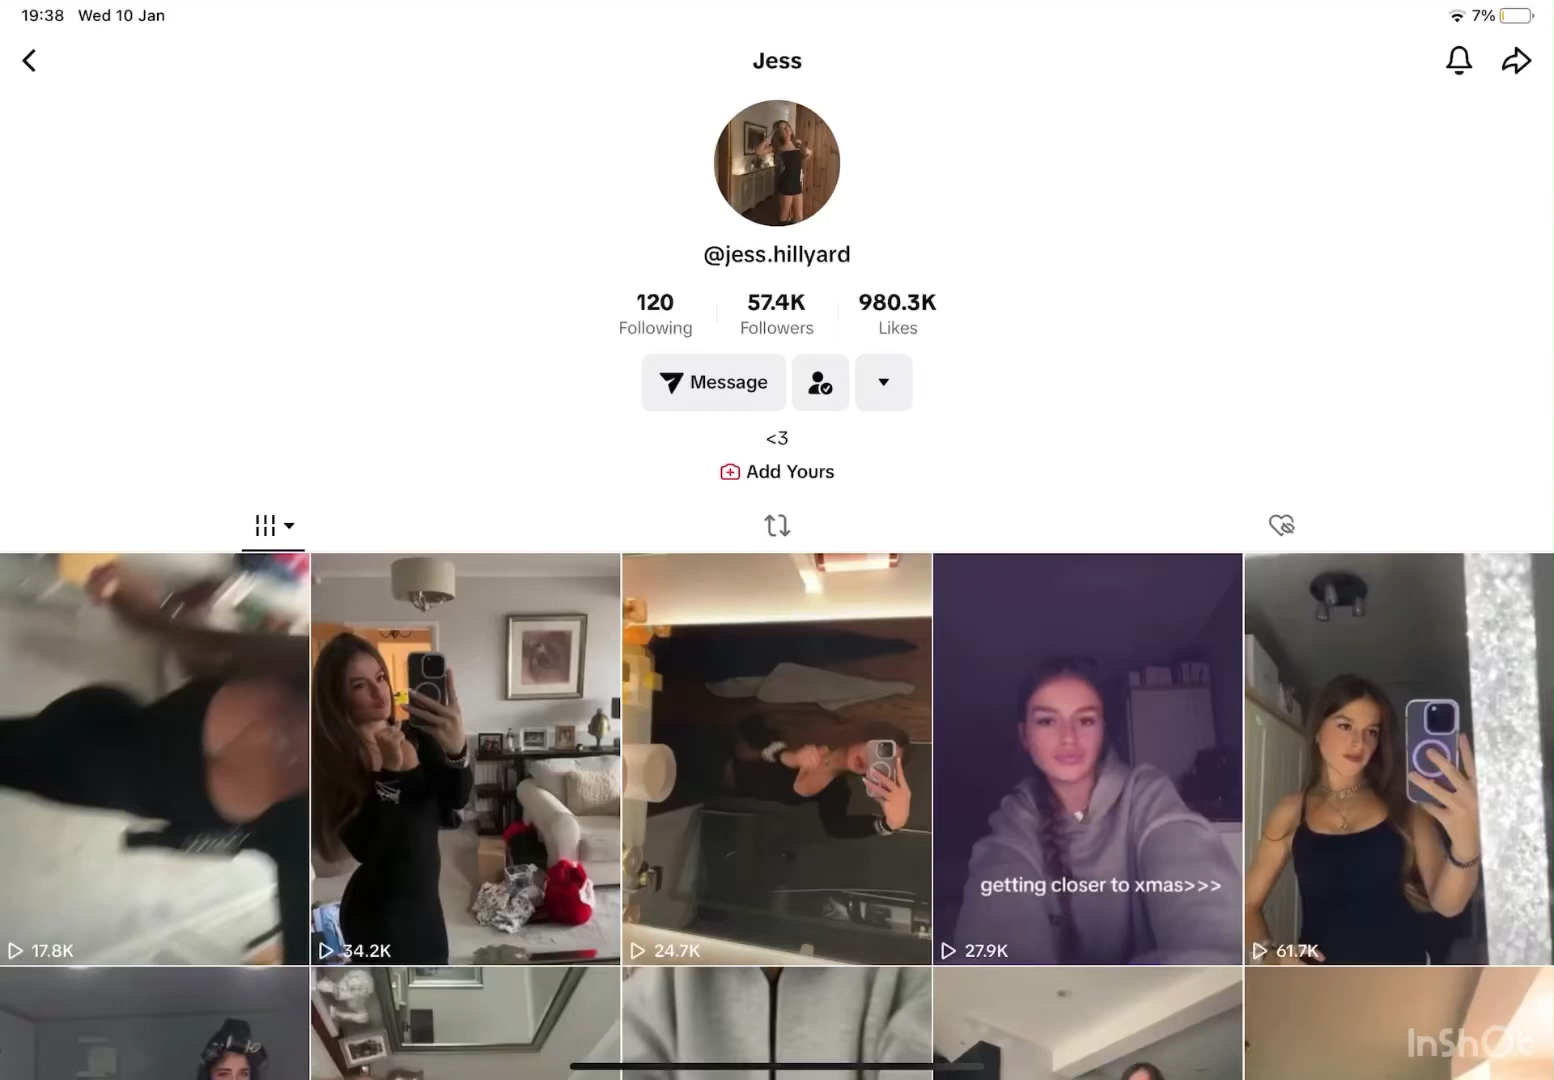 19:38 Wed 10 Jan
7%
Jess
@jess.hillyard
120 57.4K 980.3K
Following Followers Likes
Message
<3
Add Yours
getting closer to xmas>>>
17.8K 34.2K 24.7K 27.9K 61.7K
InShOt